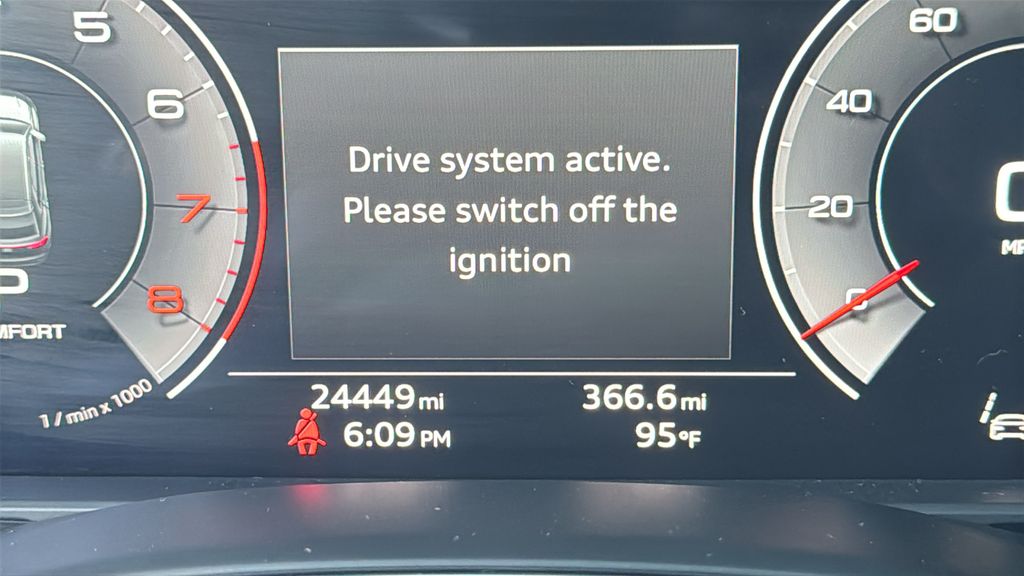 5
6
7
8
1/min x 1000
Drive system active.
Please switch off the
ignition
60
40
20
0
24449 mi
366.6 mi
6:09 PM
95°F